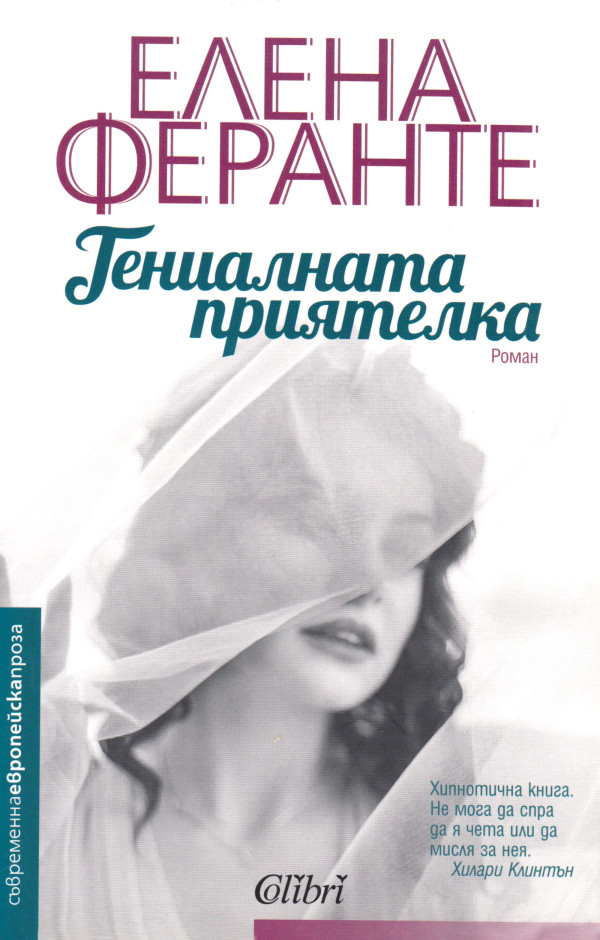 ЕЛЕНА
ФЕРАНТЕ
Гениалната
приятелка
Роман
съвременнаевропейскапроза
Хипнотична книга.
Не мога да спра
да я чета или да
мисля за нея.
Хилари Клинтън
Colibri